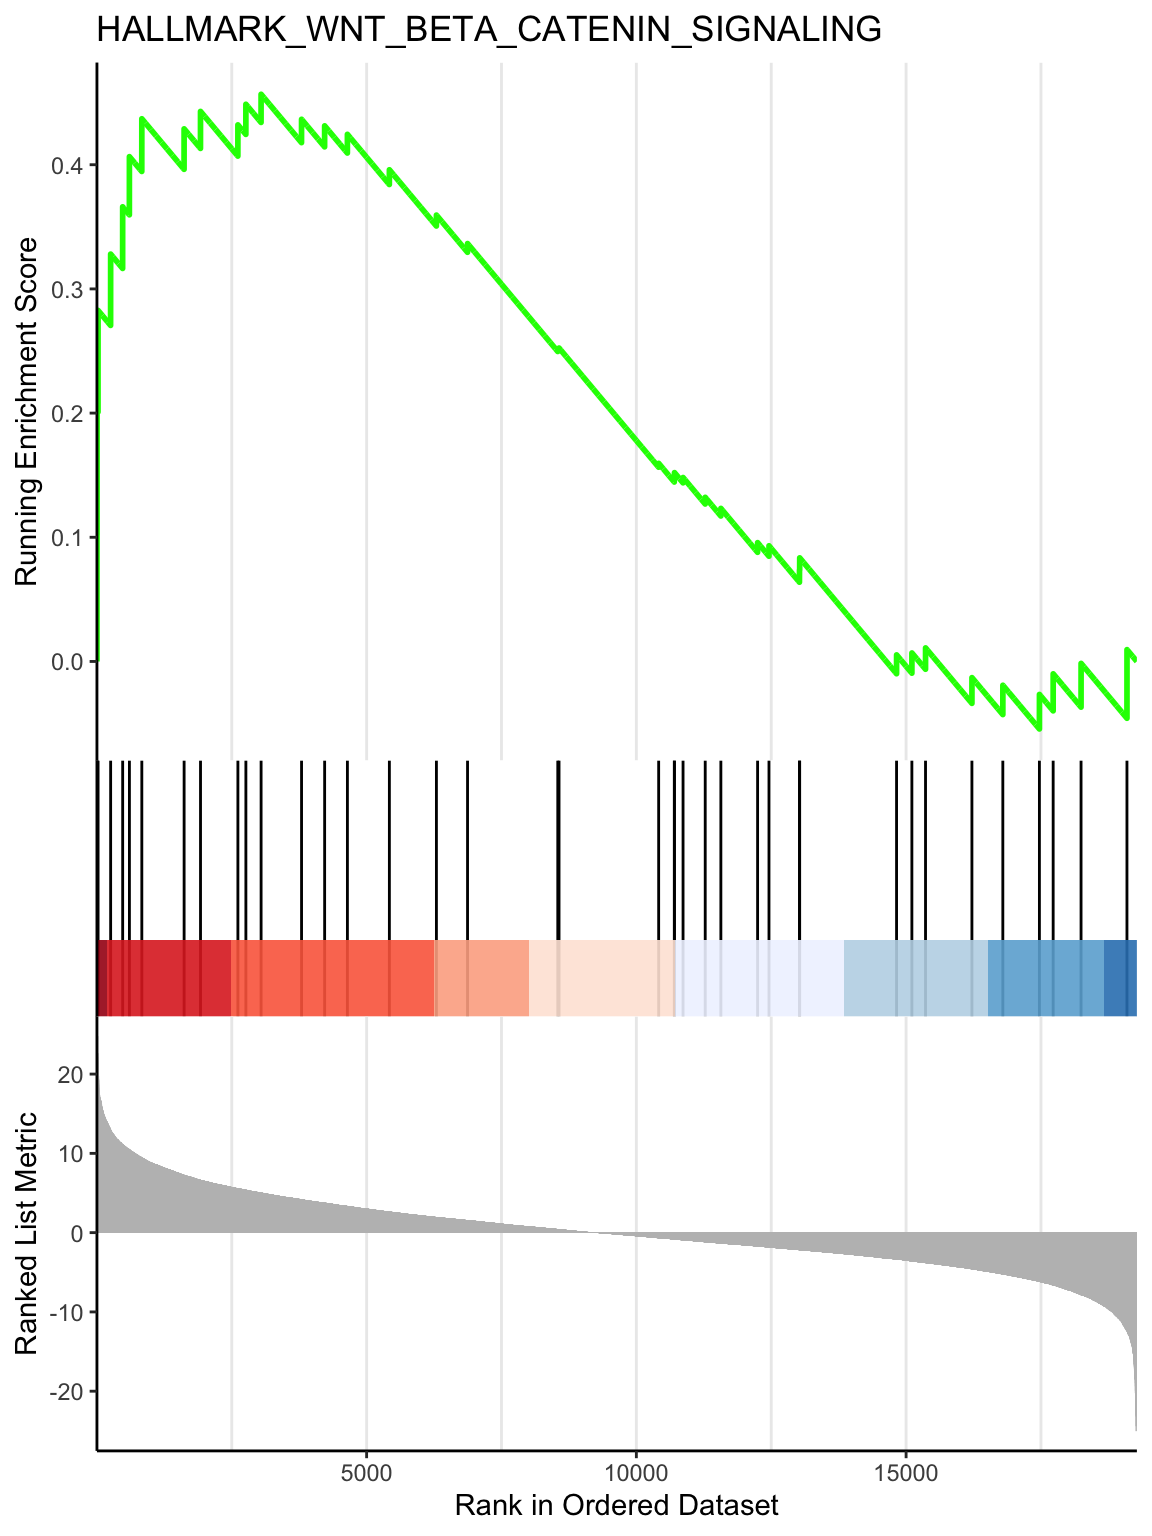 HALLMARK_WNT_BETA_CATENIN_SIGNALING
Running Enrichment Score
0.4
0.3
0.2
0.1
0.0
Ranked List Metric
20
10
0
-10
-20
5000 10000 15000
Rank in Ordered Dataset